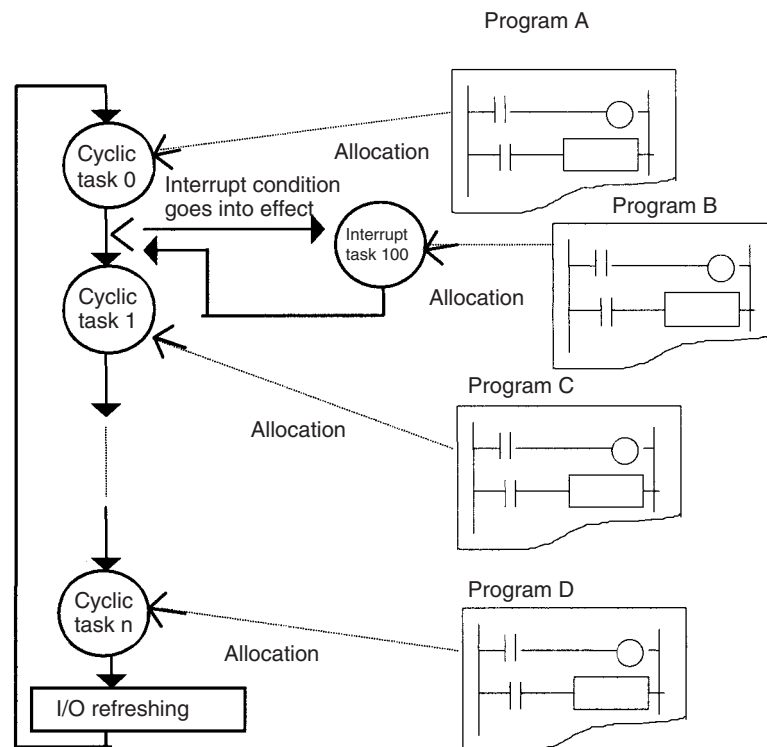 Program A
Cyclic
task 0
Allocation
Interrupt condition
goes into effect
Program B
Interrupt
task 100
Allocation
Cyclic
task 1
Program C
Allocation
Program D
Cyclic
task n
Allocation
I/O refreshing